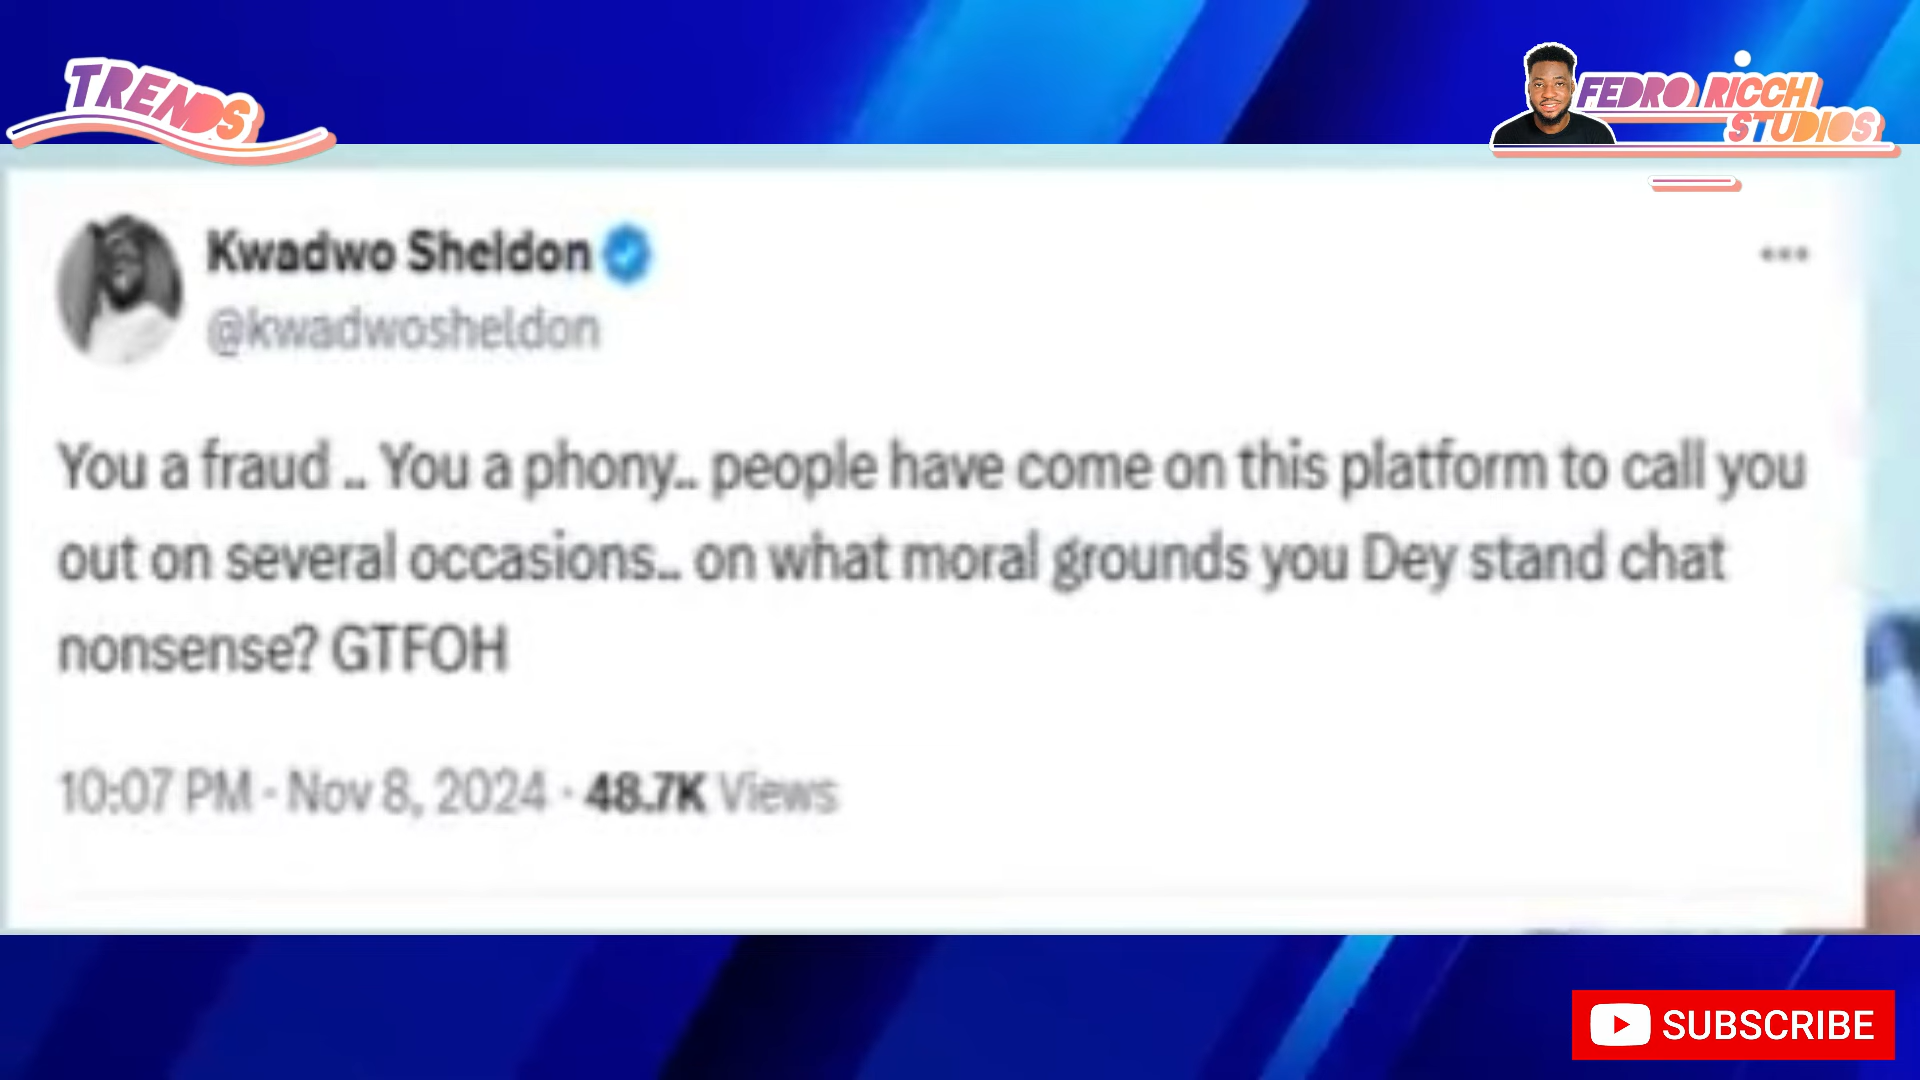 TRENDS
FEDRO RICCH
STUDIOS
Kwadwo Sheldon
@kwadwosheldon
You a fraud .. You a phony.. people have come on this platform to call you
out on several occasions.. on what moral grounds you Dey stand chat
nonsense? GTFOH
10:07 PM · Nov 8, 2024 · 48.7K Views
SUBSCRIBE